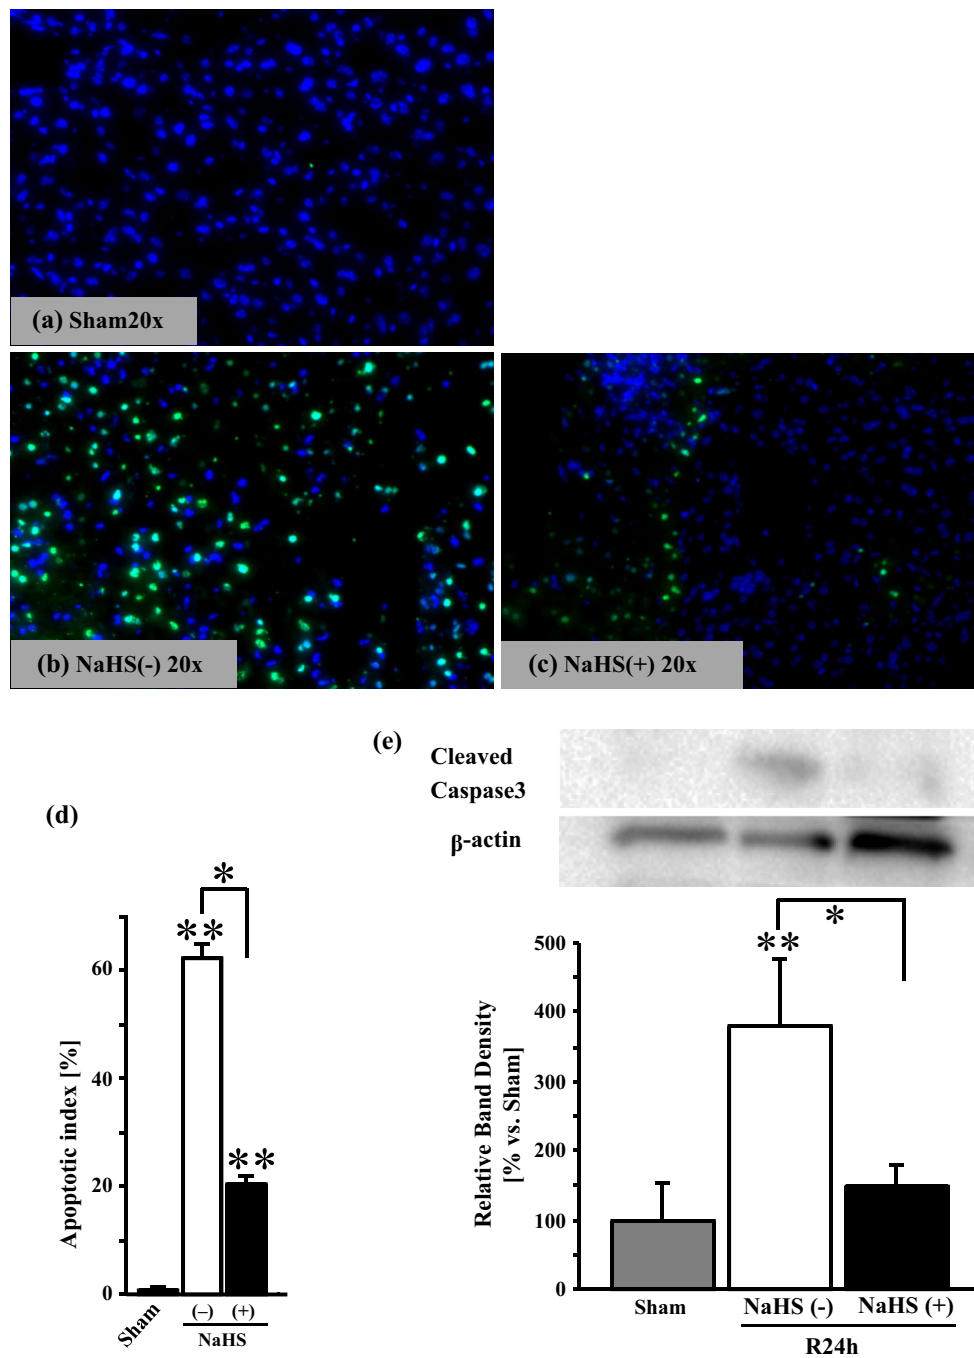 (a) Sham20x
(b) NaHS(-) 20x
(c) NaHS(+) 20x
(e)
Cleaved
Caspase3
β-actin
(d)
*
**
**
60
40
20
0
Apoptotic index [%]
Sham
(–)
(+)
NaHS
*
**
500
400
300
200
100
0
Relative Band Density
[% vs. Sham]
Sham
NaHS (-)
NaHS (+)
R24h